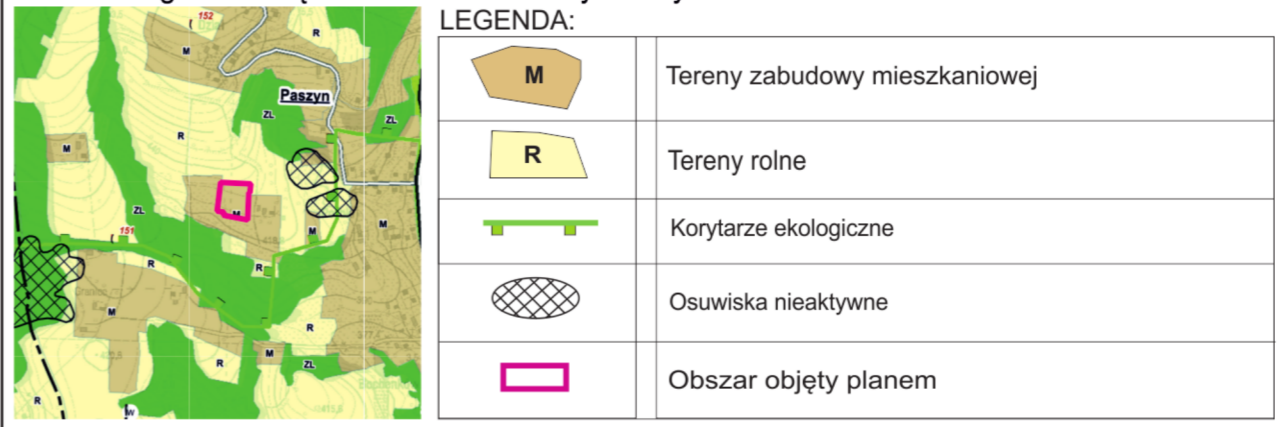 LEGENDA:
152
R
M
Paszyn
ZL
ZL
R
M
M
ZL
151
M
M
R
R
M
R
M
R
ZL
R
W
M
Tereny zabudowy mieszkaniowej
R
Tereny rolne
Korytarze ekologiczne
Osuwiska nieaktywne
Obszar objęty planem